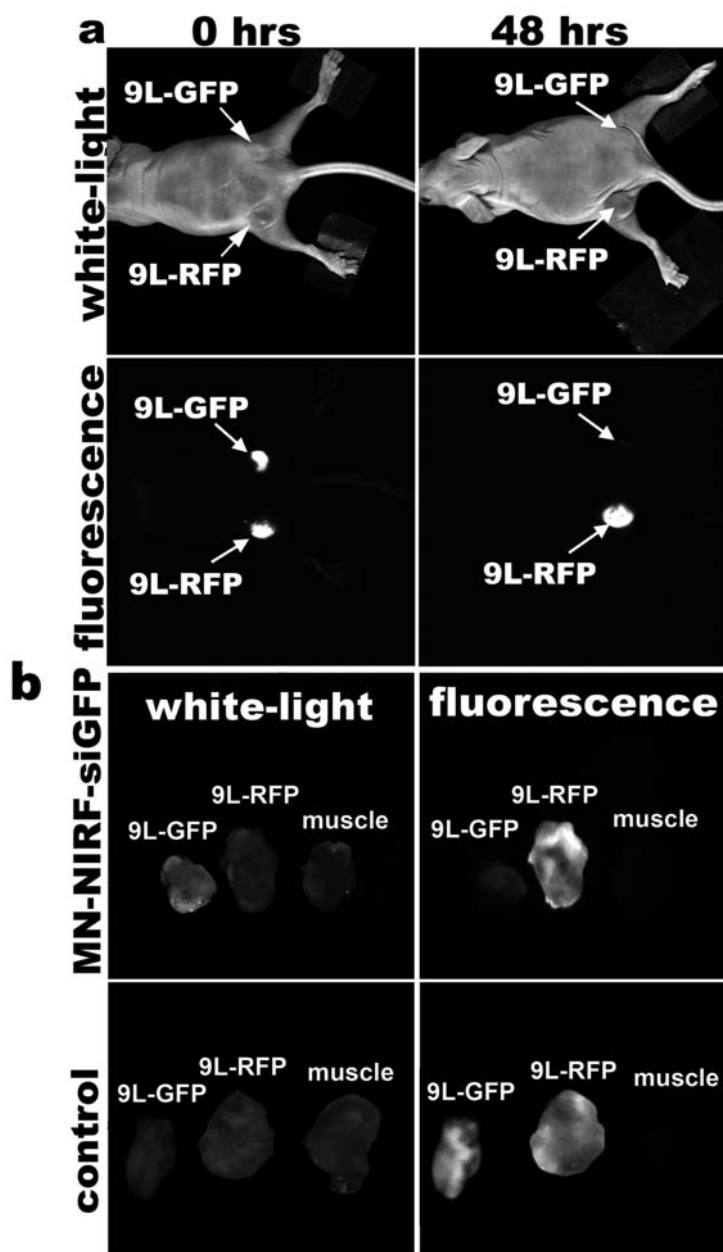 a
0 hrs
48 hrs
white-light
9L-GFP
9L-RFP
9L-GFP
9L-RFP
fluorescence
9L-GFP
9L-RFP
9L-GFP
9L-RFP
b
MN-NIRF-siGFP
white-light
fluorescence
9L-GFP
9L-RFP
muscle
9L-GFP
9L-RFP
muscle
control
9L-GFP
9L-RFP
muscle
9L-GFP
9L-RFP
muscle